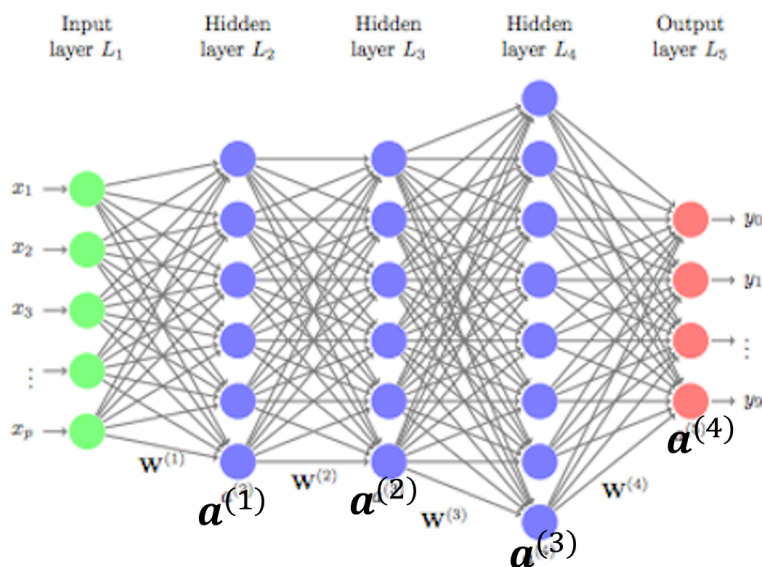 Input Hidden Hidden Hidden Output
layer L₁ layer L₂ layer L₃ layer L₄ layer L₅
x₁
x₂ y₀
x₃ y₁
⋮ ⋮
xₚ y₉
W⁽¹⁾ W⁽²⁾ W⁽³⁾ W⁽⁴⁾
a⁽¹⁾ a⁽²⁾ a⁽³⁾ a⁽⁴⁾